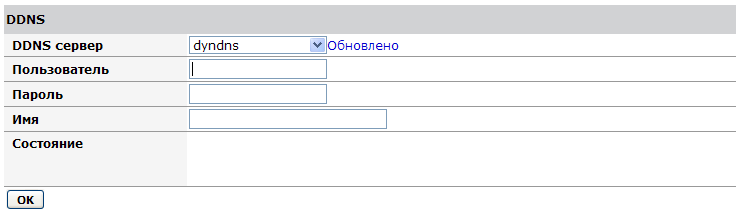 DDNS
DDNS сервер dyndns Обновлено
Пользователь
Пароль
Имя
Состояние
OK